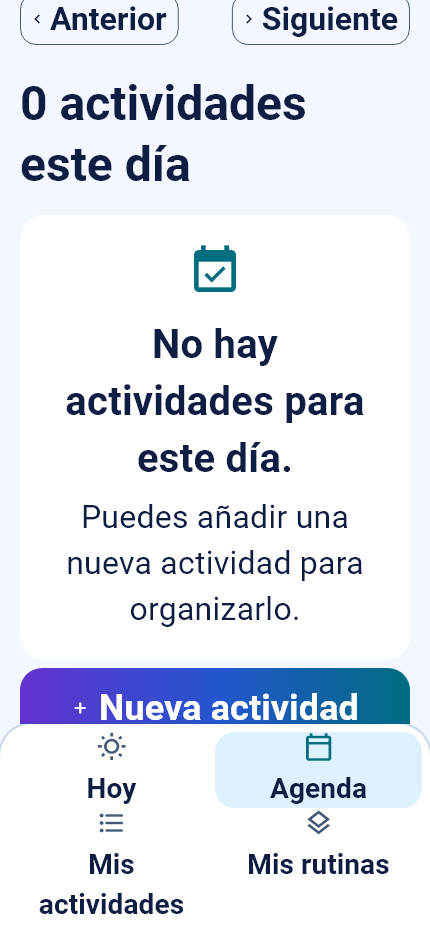 Anterior
Siguiente
0 actividades
este día
No hay
actividades para
este día.
Puedes añadir una
nueva actividad para
organizarlo.
+ Nueva actividad
Hoy
Agenda
Mis
actividades
Mis rutinas